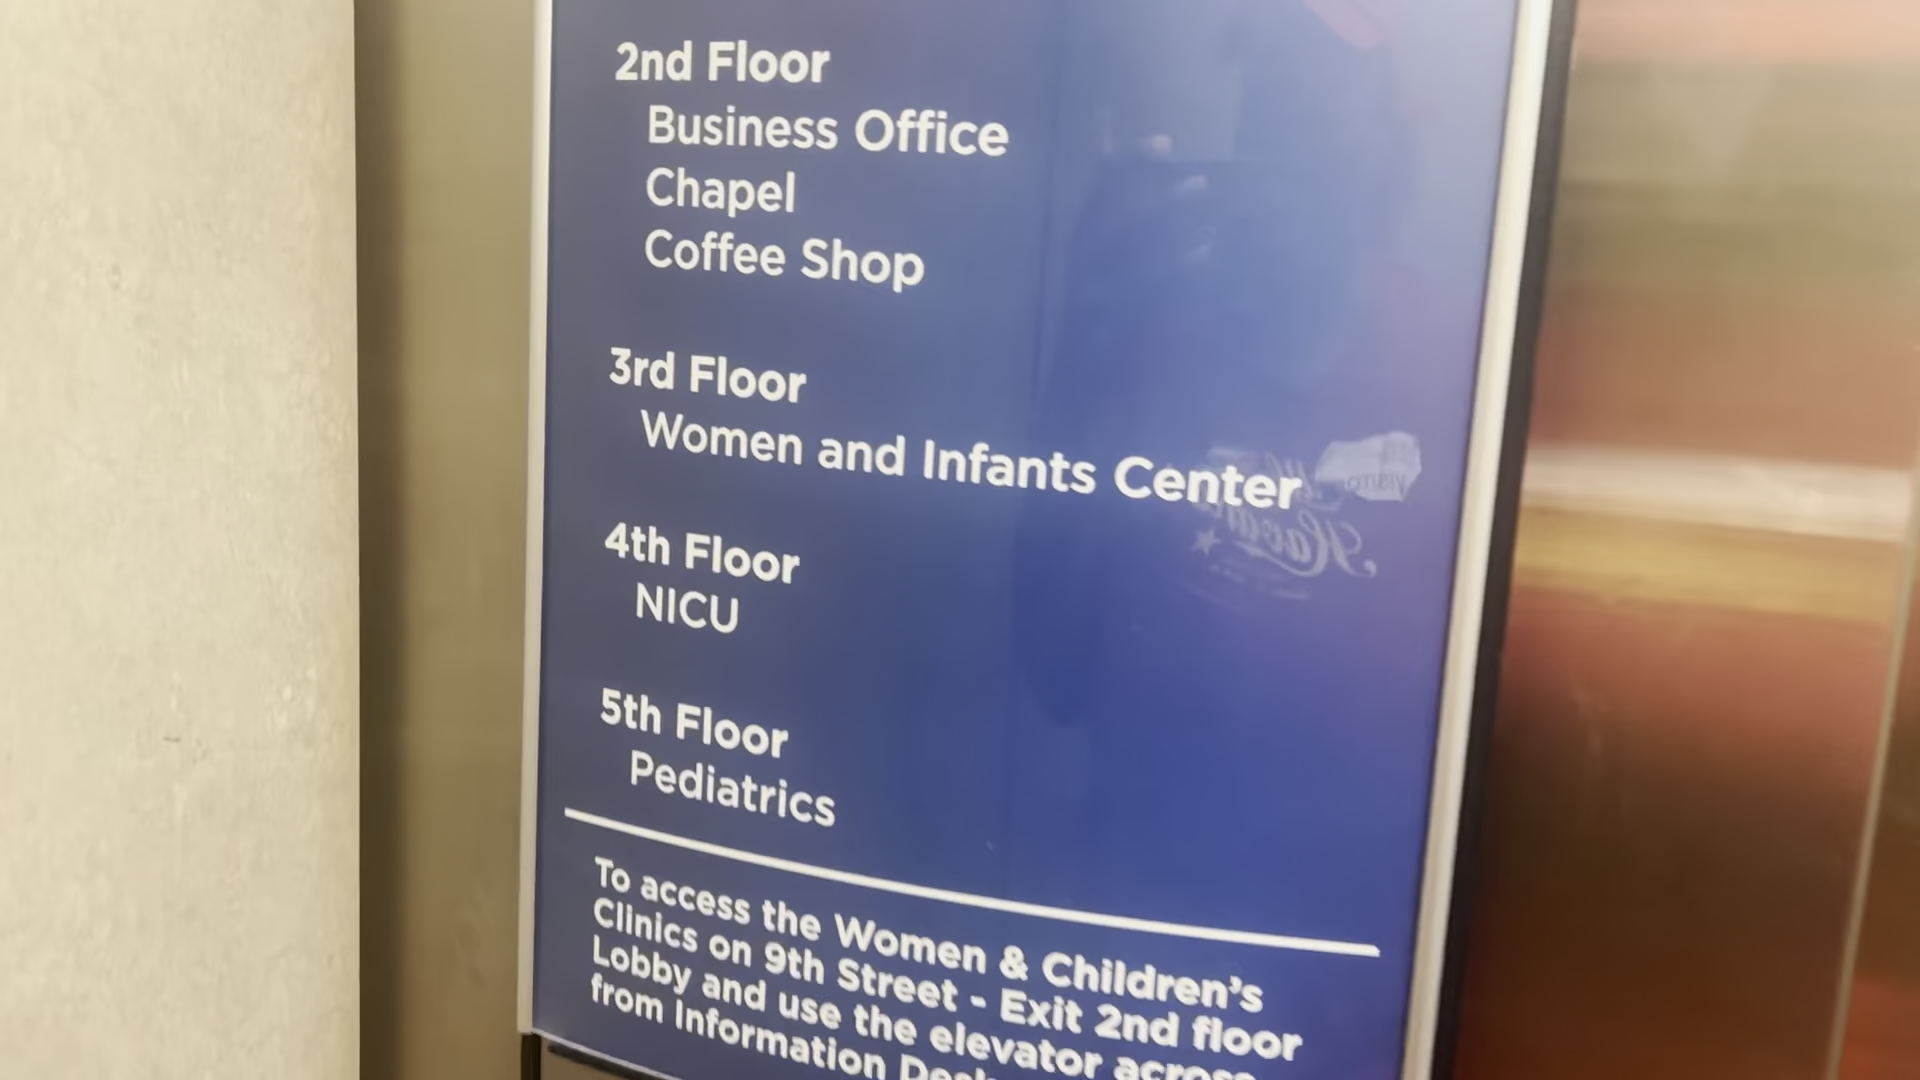 2nd Floor
Business Office
Chapel
Coffee Shop
3rd Floor
Women and Infants Center
4th Floor
NICU
5th Floor
Pediatrics
To access the Women & Children's
Clinics on 9th Street - Exit 2nd floor
Lobby and use the elevator across
from Information Desk